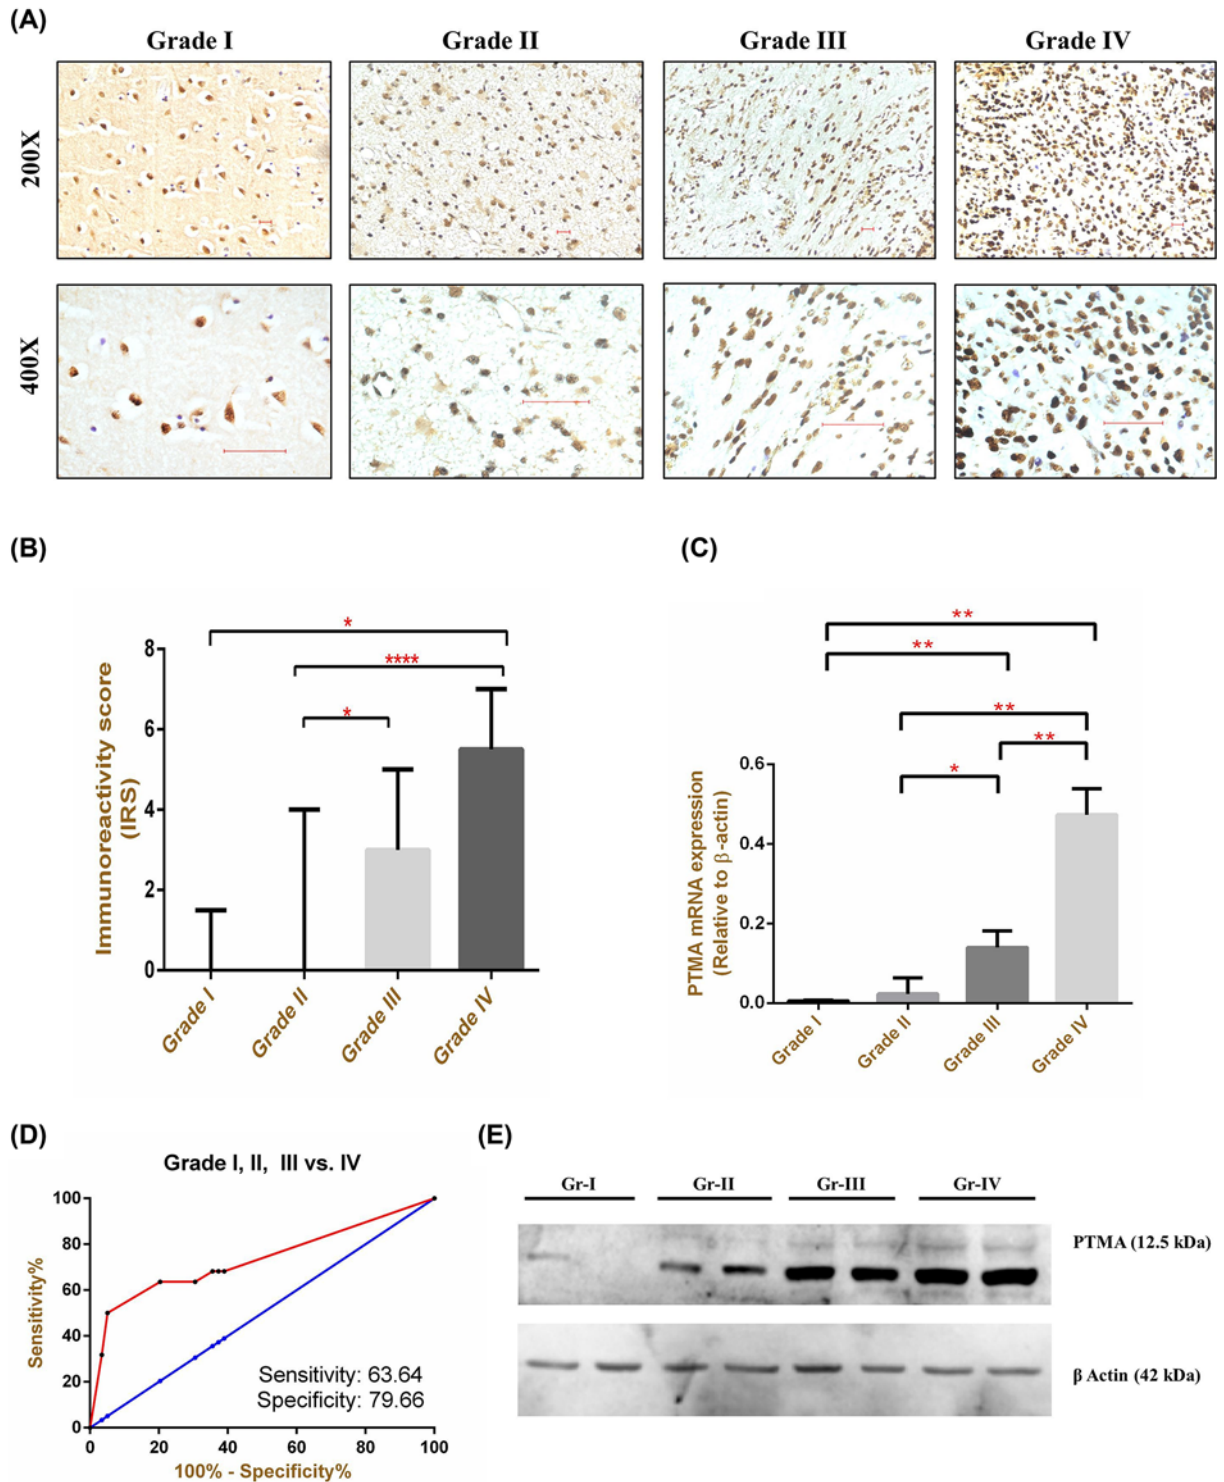 (A)
Grade I Grade II Grade III Grade IV
200X
400X
(B)
Immunoreactivity score
(IRS)
8
6
4
2
0
*
****
*
Grade I Grade II Grade III Grade IV
(C)
PTMA mRNA expression
(Relative to β-actin)
0.6
0.4
0.2
0.0
**
**
**
**
*
Grade I Grade II Grade III Grade IV
(D)
Grade I, II, III vs. IV
Sensitivity%
100
80
60
40
20
0
Sensitivity: 63.64
Specificity: 79.66
0 20 40 60 80 100
100% - Specificity%
(E)
Gr-I Gr-II Gr-III Gr-IV
PTMA (12.5 kDa)
β Actin (42 kDa)